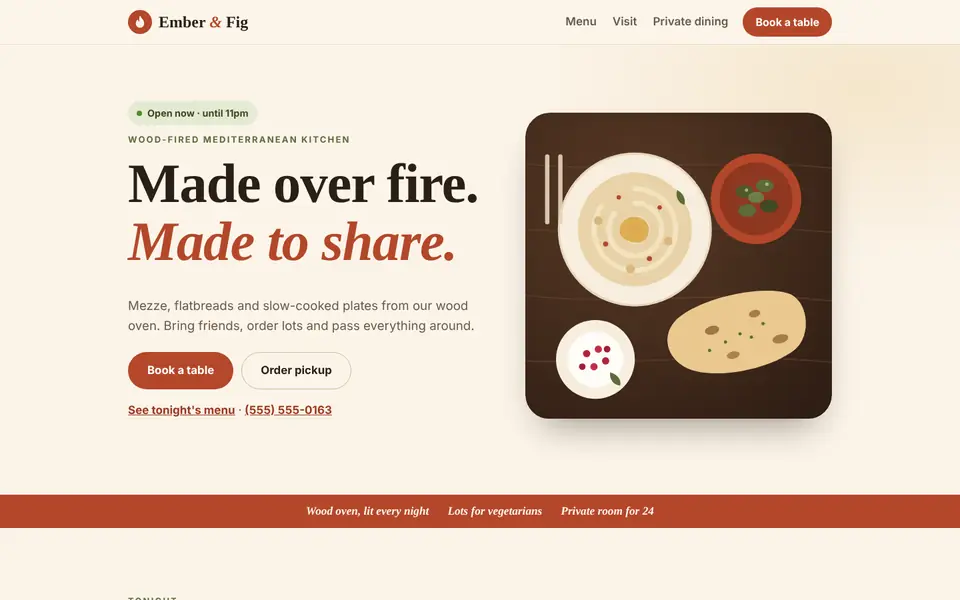 Ember & Fig
Menu Visit Private dining Book a table
Open now · until 11pm
WOOD-FIRED MEDITERRANEAN KITCHEN
Made over fire.
Made to share.
Mezze, flatbreads and slow-cooked plates from our wood
oven. Bring friends, order lots and pass everything around.
Book a table Order pickup
See tonight's menu · (555) 555-0163
Wood oven, lit every night Lots for vegetarians Private room for 24
TONIGHT